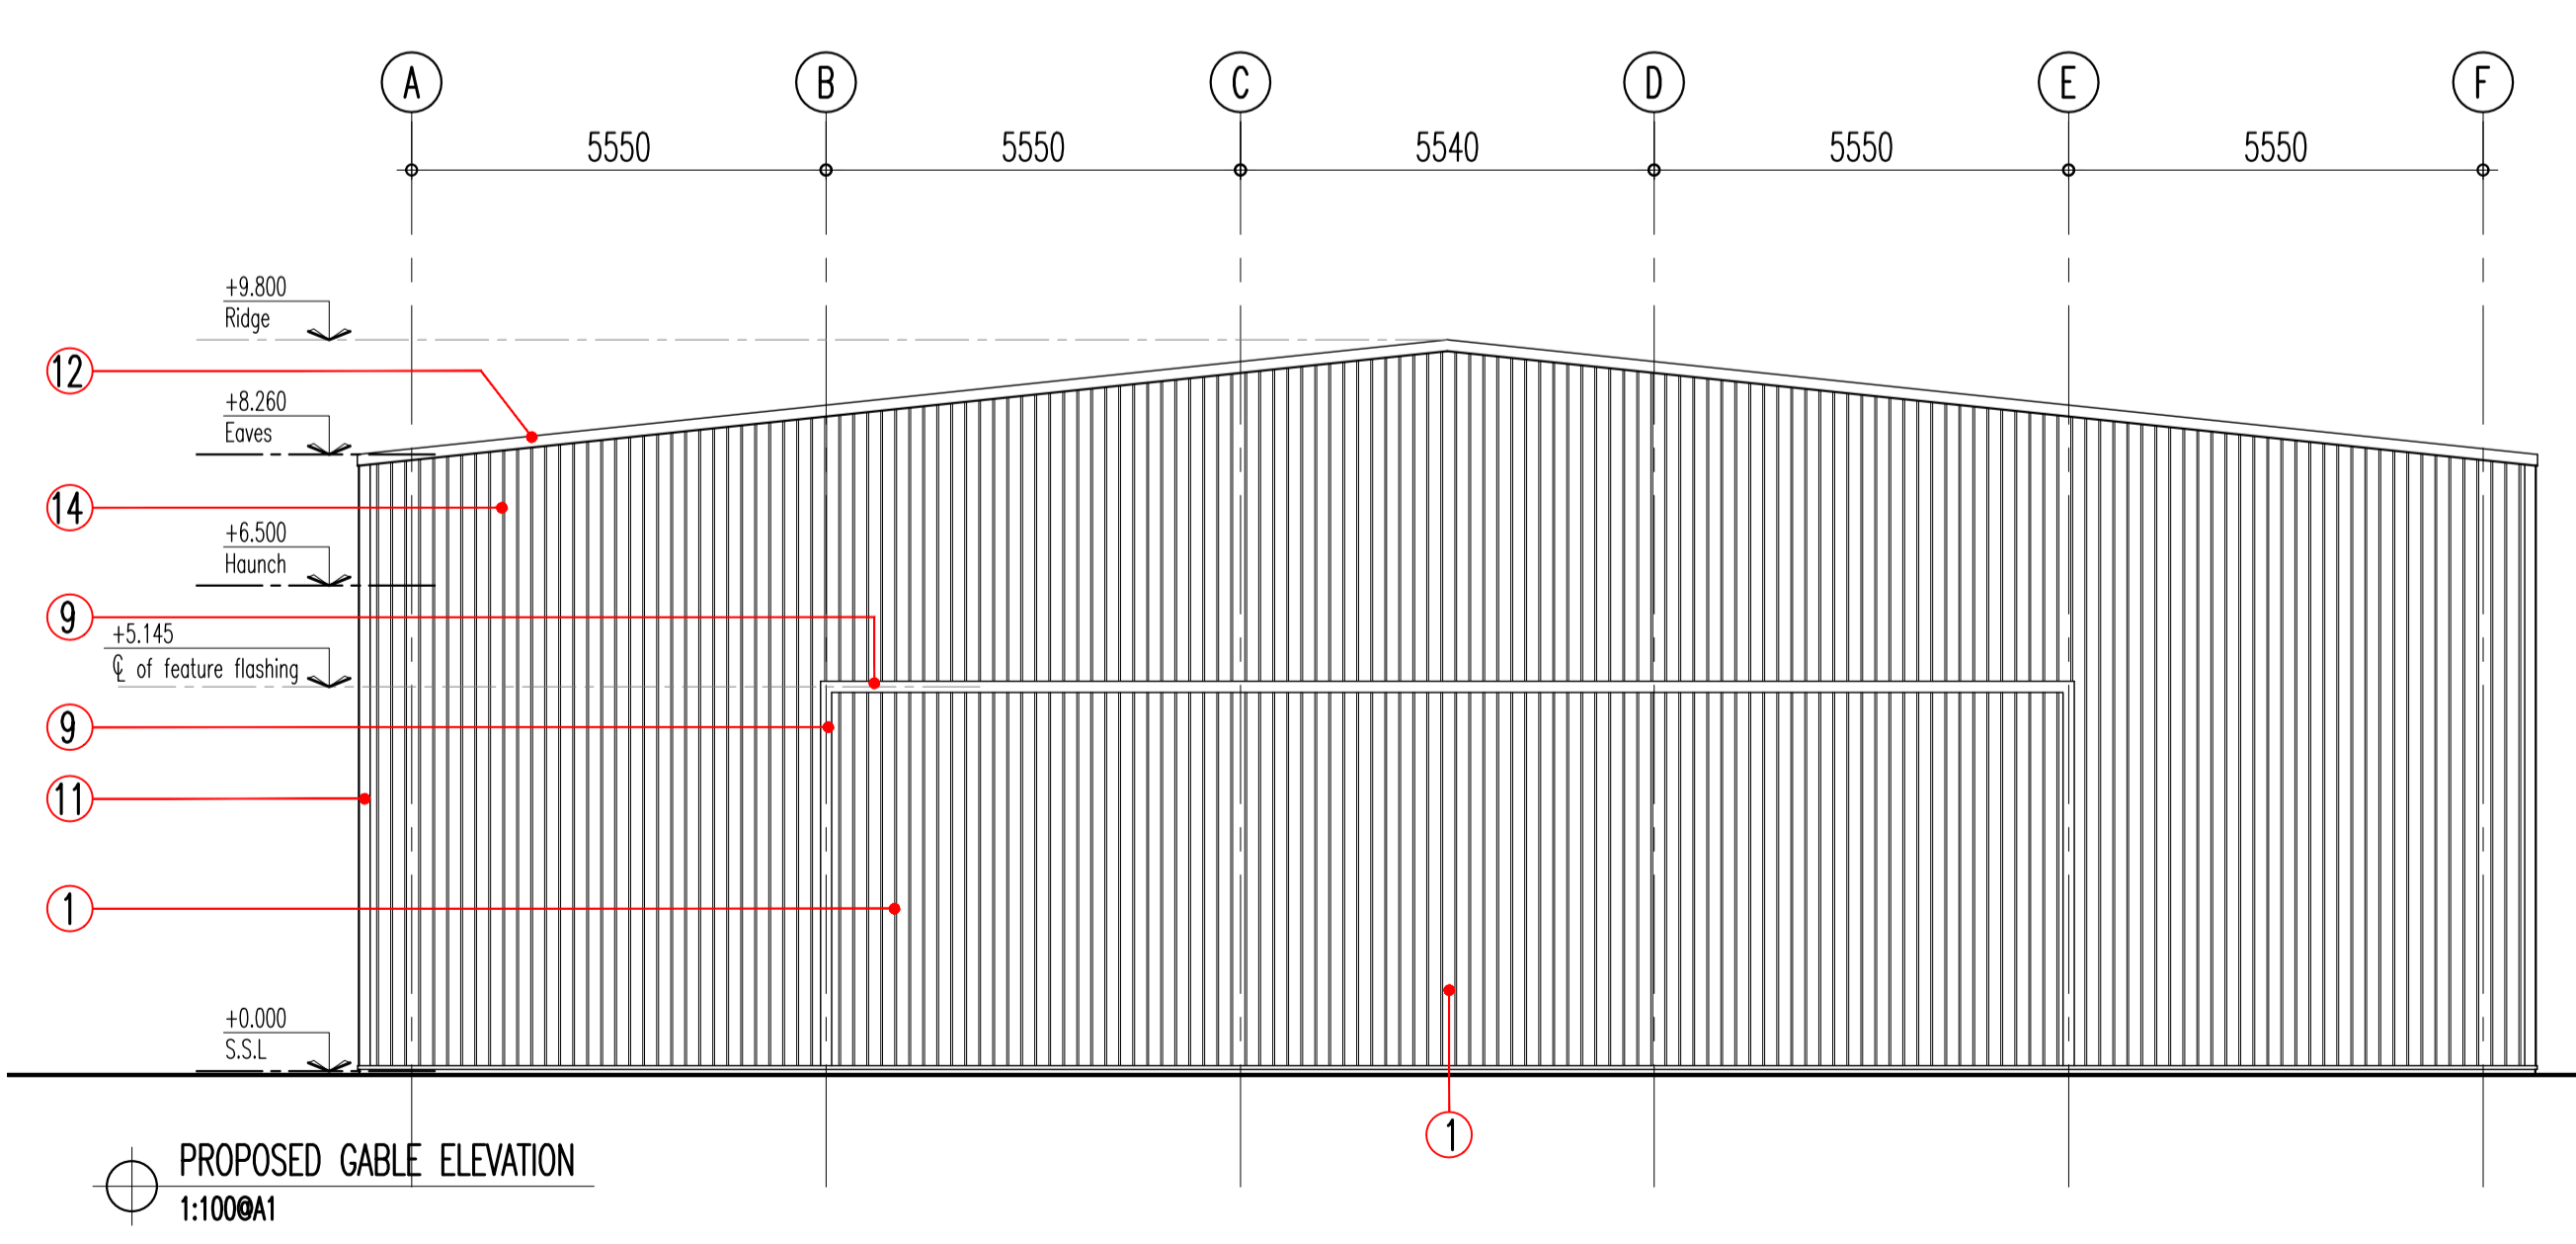 A B C D E F
5550 5550 5540 5550 5550
+9.800
Ridge
12
+8.260
Eaves
14
+6.500
Haunch
9
+5.145
℄ of feature flashing
9
11
1
+0.000
S.S.L
1
PROPOSED GABLE ELEVATION
1:100@A1